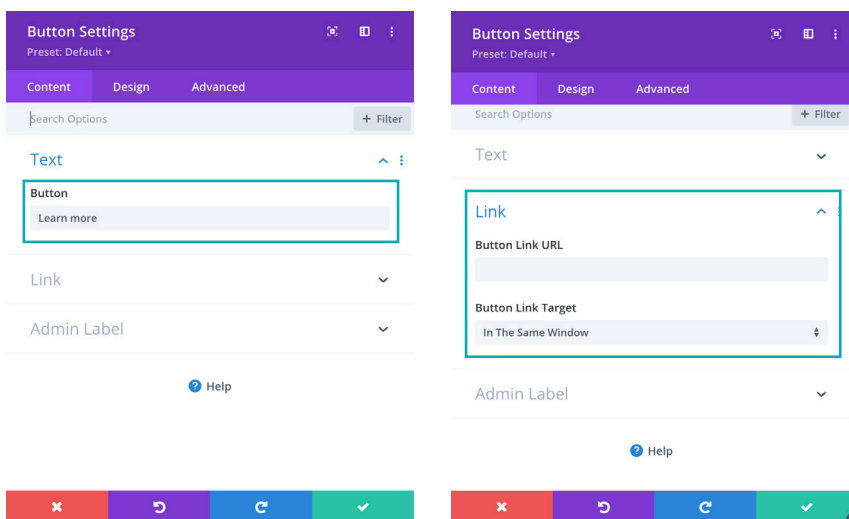 Button Settings
Preset: Default
Content Design Advanced
Search Options + Filter
Text
Button
Learn more
Link
Admin Label
? Help
Button Settings
Preset: Default
Content Design Advanced
Search Options + Filter
Text
Link
Button Link URL
Button Link Target
In The Same Window
Admin Label
? Help